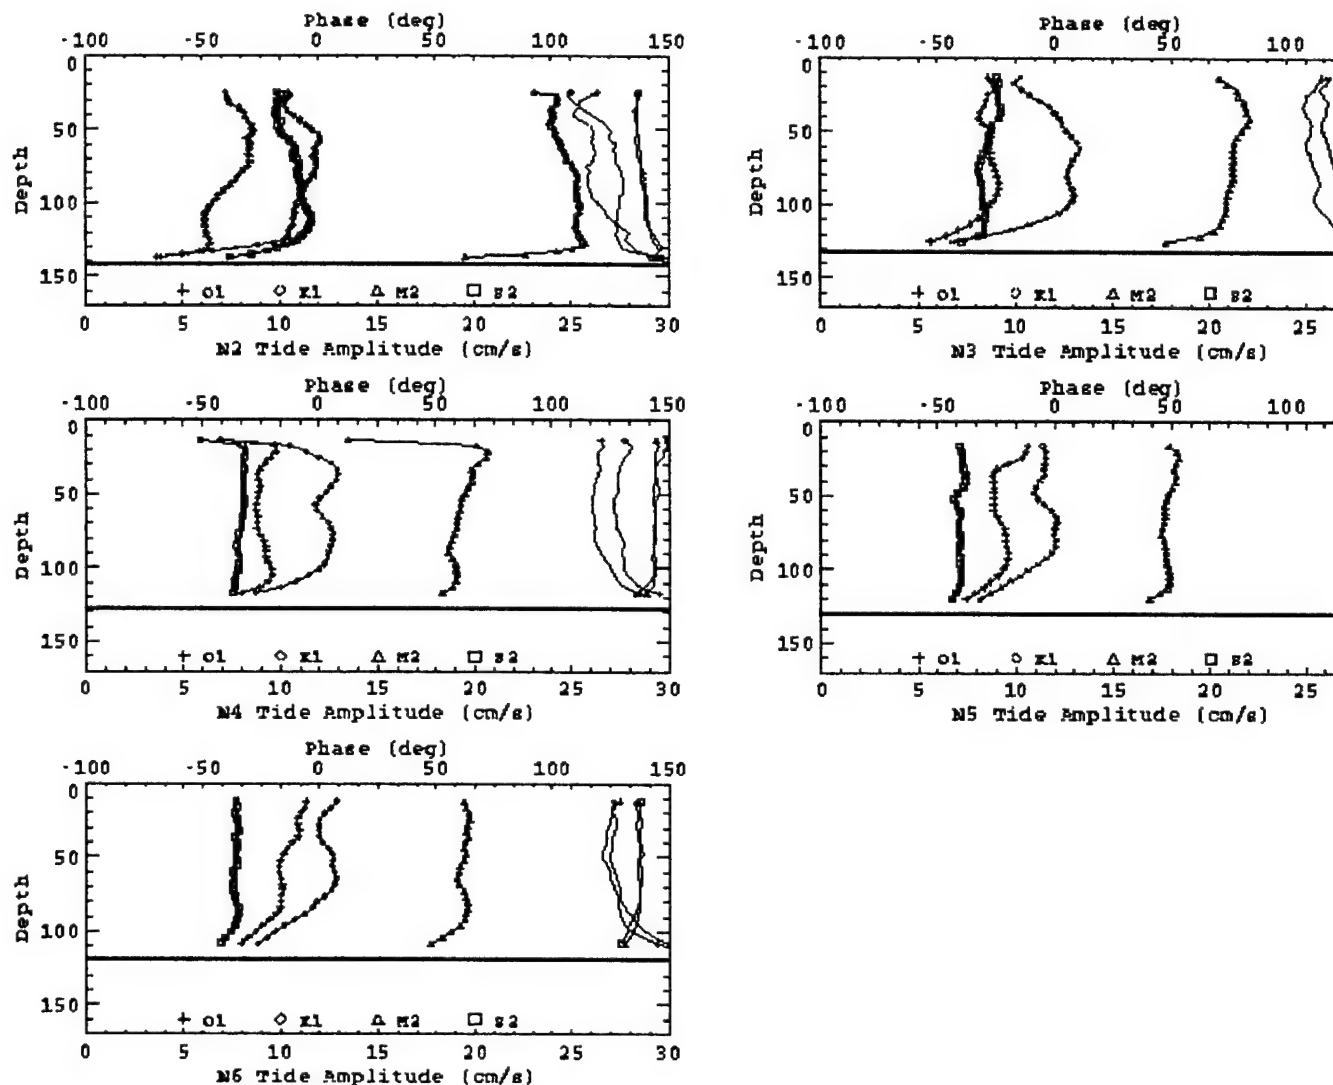 Phase (deg)
-100 -50 0 50 100 150
0
50
100
150
Depth
O1 K1 M2 S2
0 5 10 15 20 25 30
N2 Tide Amplitude (cm/s)
Phase (deg)
-100 -50 0 50 100
0
50
100
150
Depth
O1 K1 M2 S2
0 5 10 15 20 25
N3 Tide Amplitude (cm/s)
Phase (deg)
-100 -50 0 50 100 150
0
50
100
150
Depth
O1 K1 M2 S2
0 5 10 15 20 25 30
N4 Tide Amplitude (cm/s)
Phase (deg)
-100 -50 0 50 100
0
50
100
150
Depth
O1 K1 M2 S2
0 5 10 15 20 25
N5 Tide Amplitude (cm/s)
Phase (deg)
-100 -50 0 50 100 150
0
50
100
150
Depth
O1 K1 M2 S2
0 5 10 15 20 25 30
N6 Tide Amplitude (cm/s)